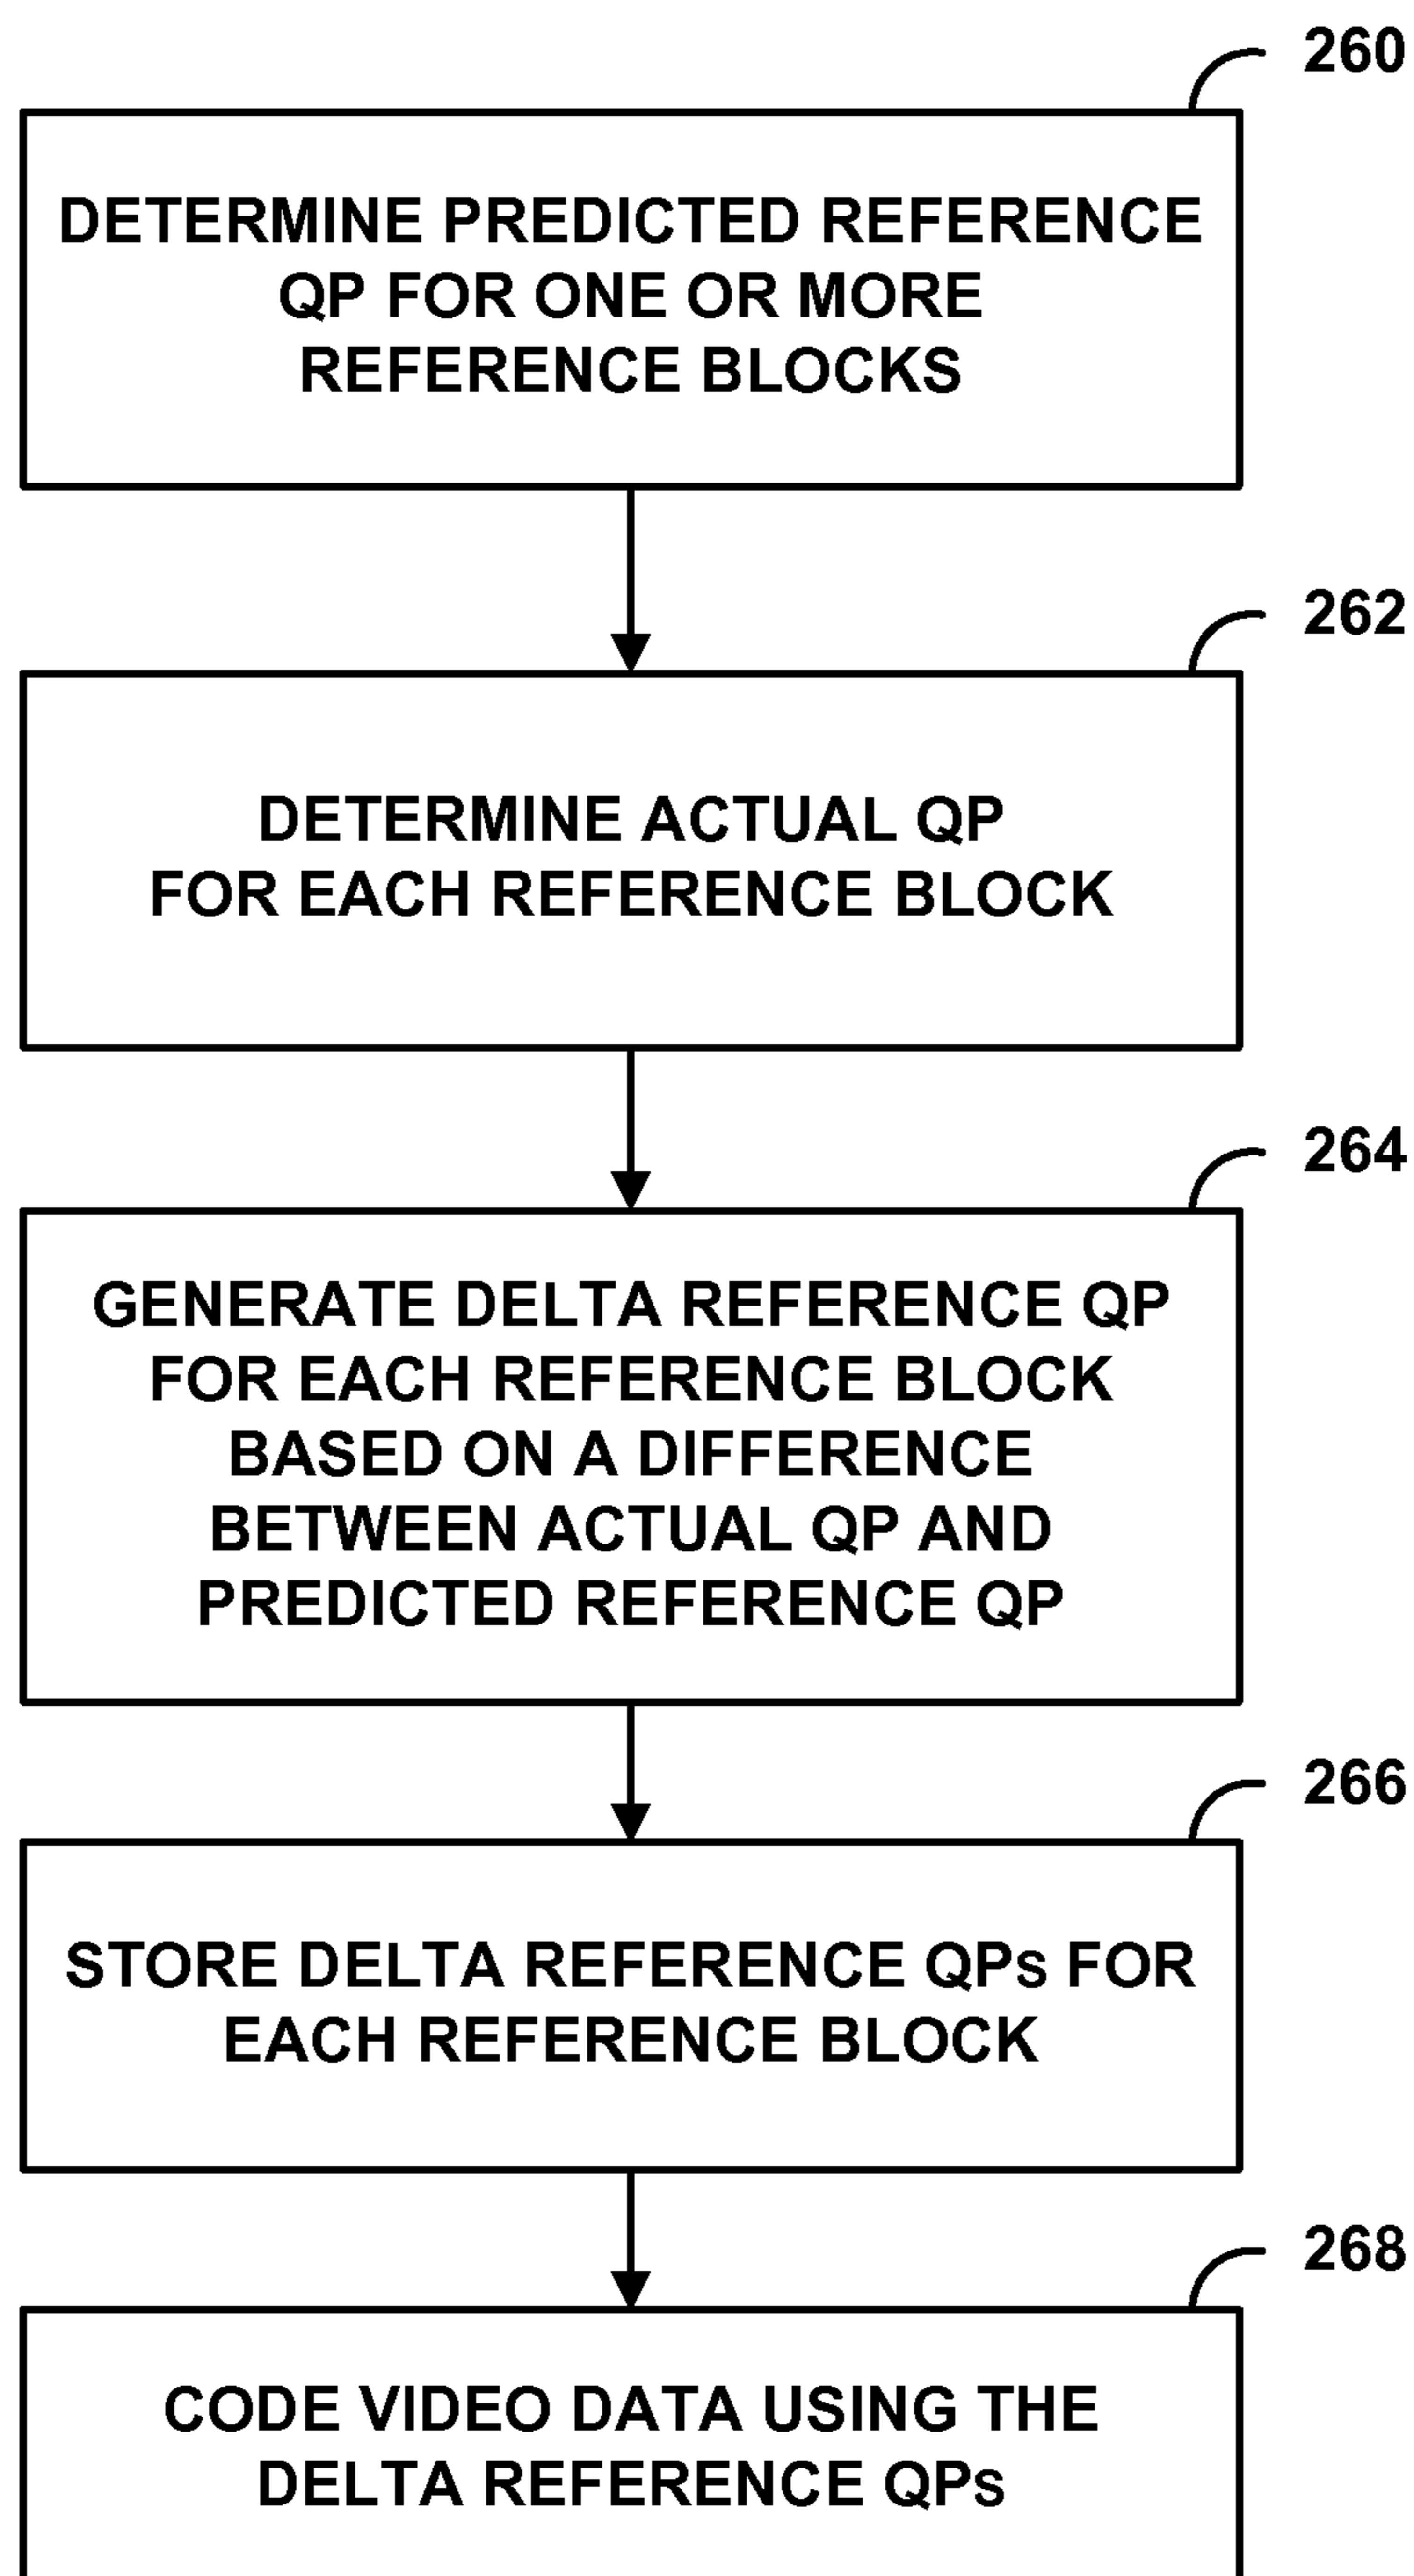 260
DETERMINE PREDICTED REFERENCE
QP FOR ONE OR MORE
REFERENCE BLOCKS
262
DETERMINE ACTUAL QP
FOR EACH REFERENCE BLOCK
264
GENERATE DELTA REFERENCE QP
FOR EACH REFERENCE BLOCK
BASED ON A DIFFERENCE
BETWEEN ACTUAL QP AND
PREDICTED REFERENCE QP
266
STORE DELTA REFERENCE QPs FOR
EACH REFERENCE BLOCK
268
CODE VIDEO DATA USING THE
DELTA REFERENCE QPs